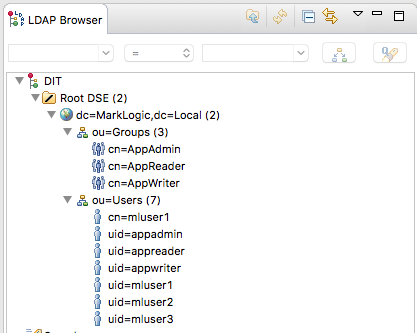 LDAP Browser
=
DIT
Root DSE (2)
dc=MarkLogic,dc=Local (2)
ou=Groups (3)
cn=AppAdmin
cn=AppReader
cn=AppWriter
ou=Users (7)
cn=mluser1
uid=appadmin
uid=appreader
uid=appwriter
uid=mluser1
uid=mluser2
uid=mluser3